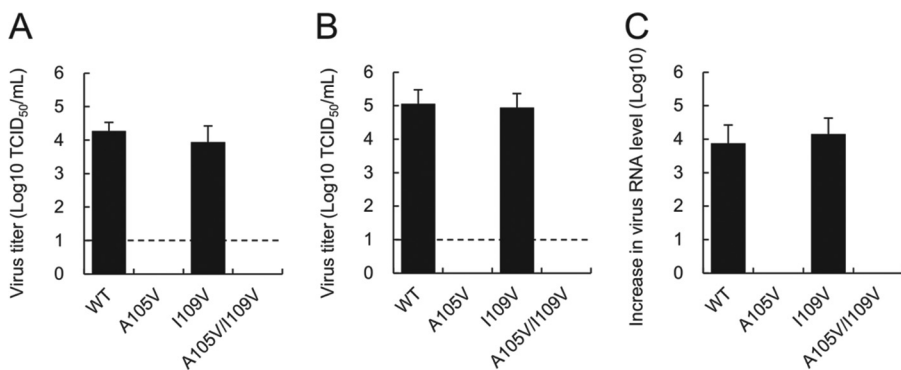 A
Virus titer (Log10 TCID50/mL)
6
5
4
3
2
1
0
WT
A105V
I109V
A105V/I109V
B
Virus titer (Log10 TCID50/mL)
6
5
4
3
2
1
0
WT
A105V
I109V
A105V/I109V
C
Increase in virus RNA level (Log10)
6
5
4
3
2
1
0
WT
A105V
I109V
A105V/I109V